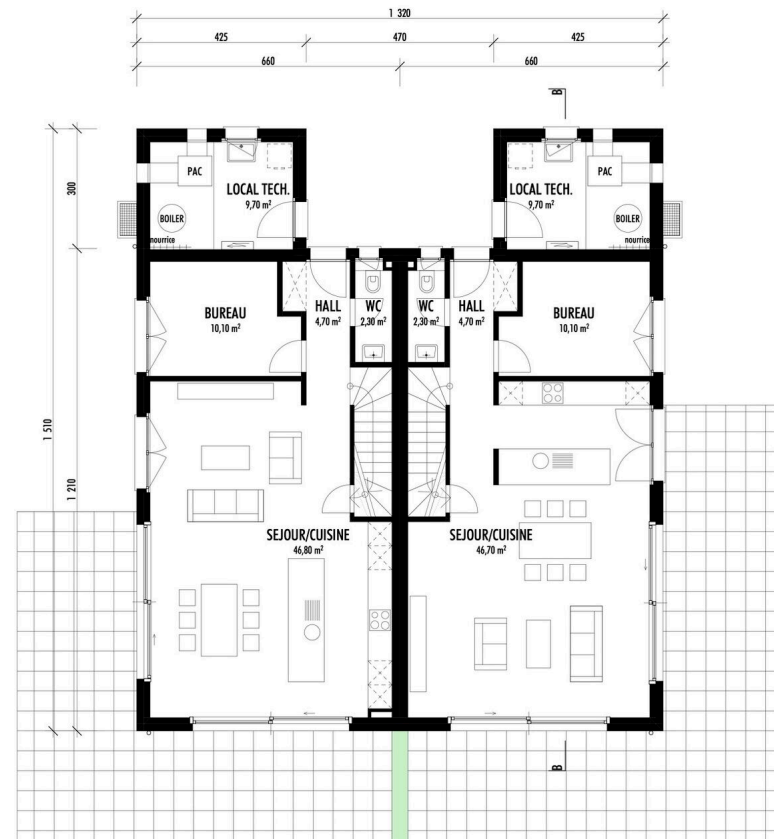 1 320
425 470 425
660 660
B
300
1 510
1 210
PAC
LOCAL TECH.
9,70 m²
BOILER
nourrice
PAC
LOCAL TECH.
9,70 m²
BOILER
nourrice
BUREAU
10,10 m²
HALL
4,70 m²
WC
2,30 m²
WC
2,30 m²
HALL
4,70 m²
BUREAU
10,10 m²
SEJOUR/CUISINE
46,80 m²
SEJOUR/CUISINE
46,70 m²
B